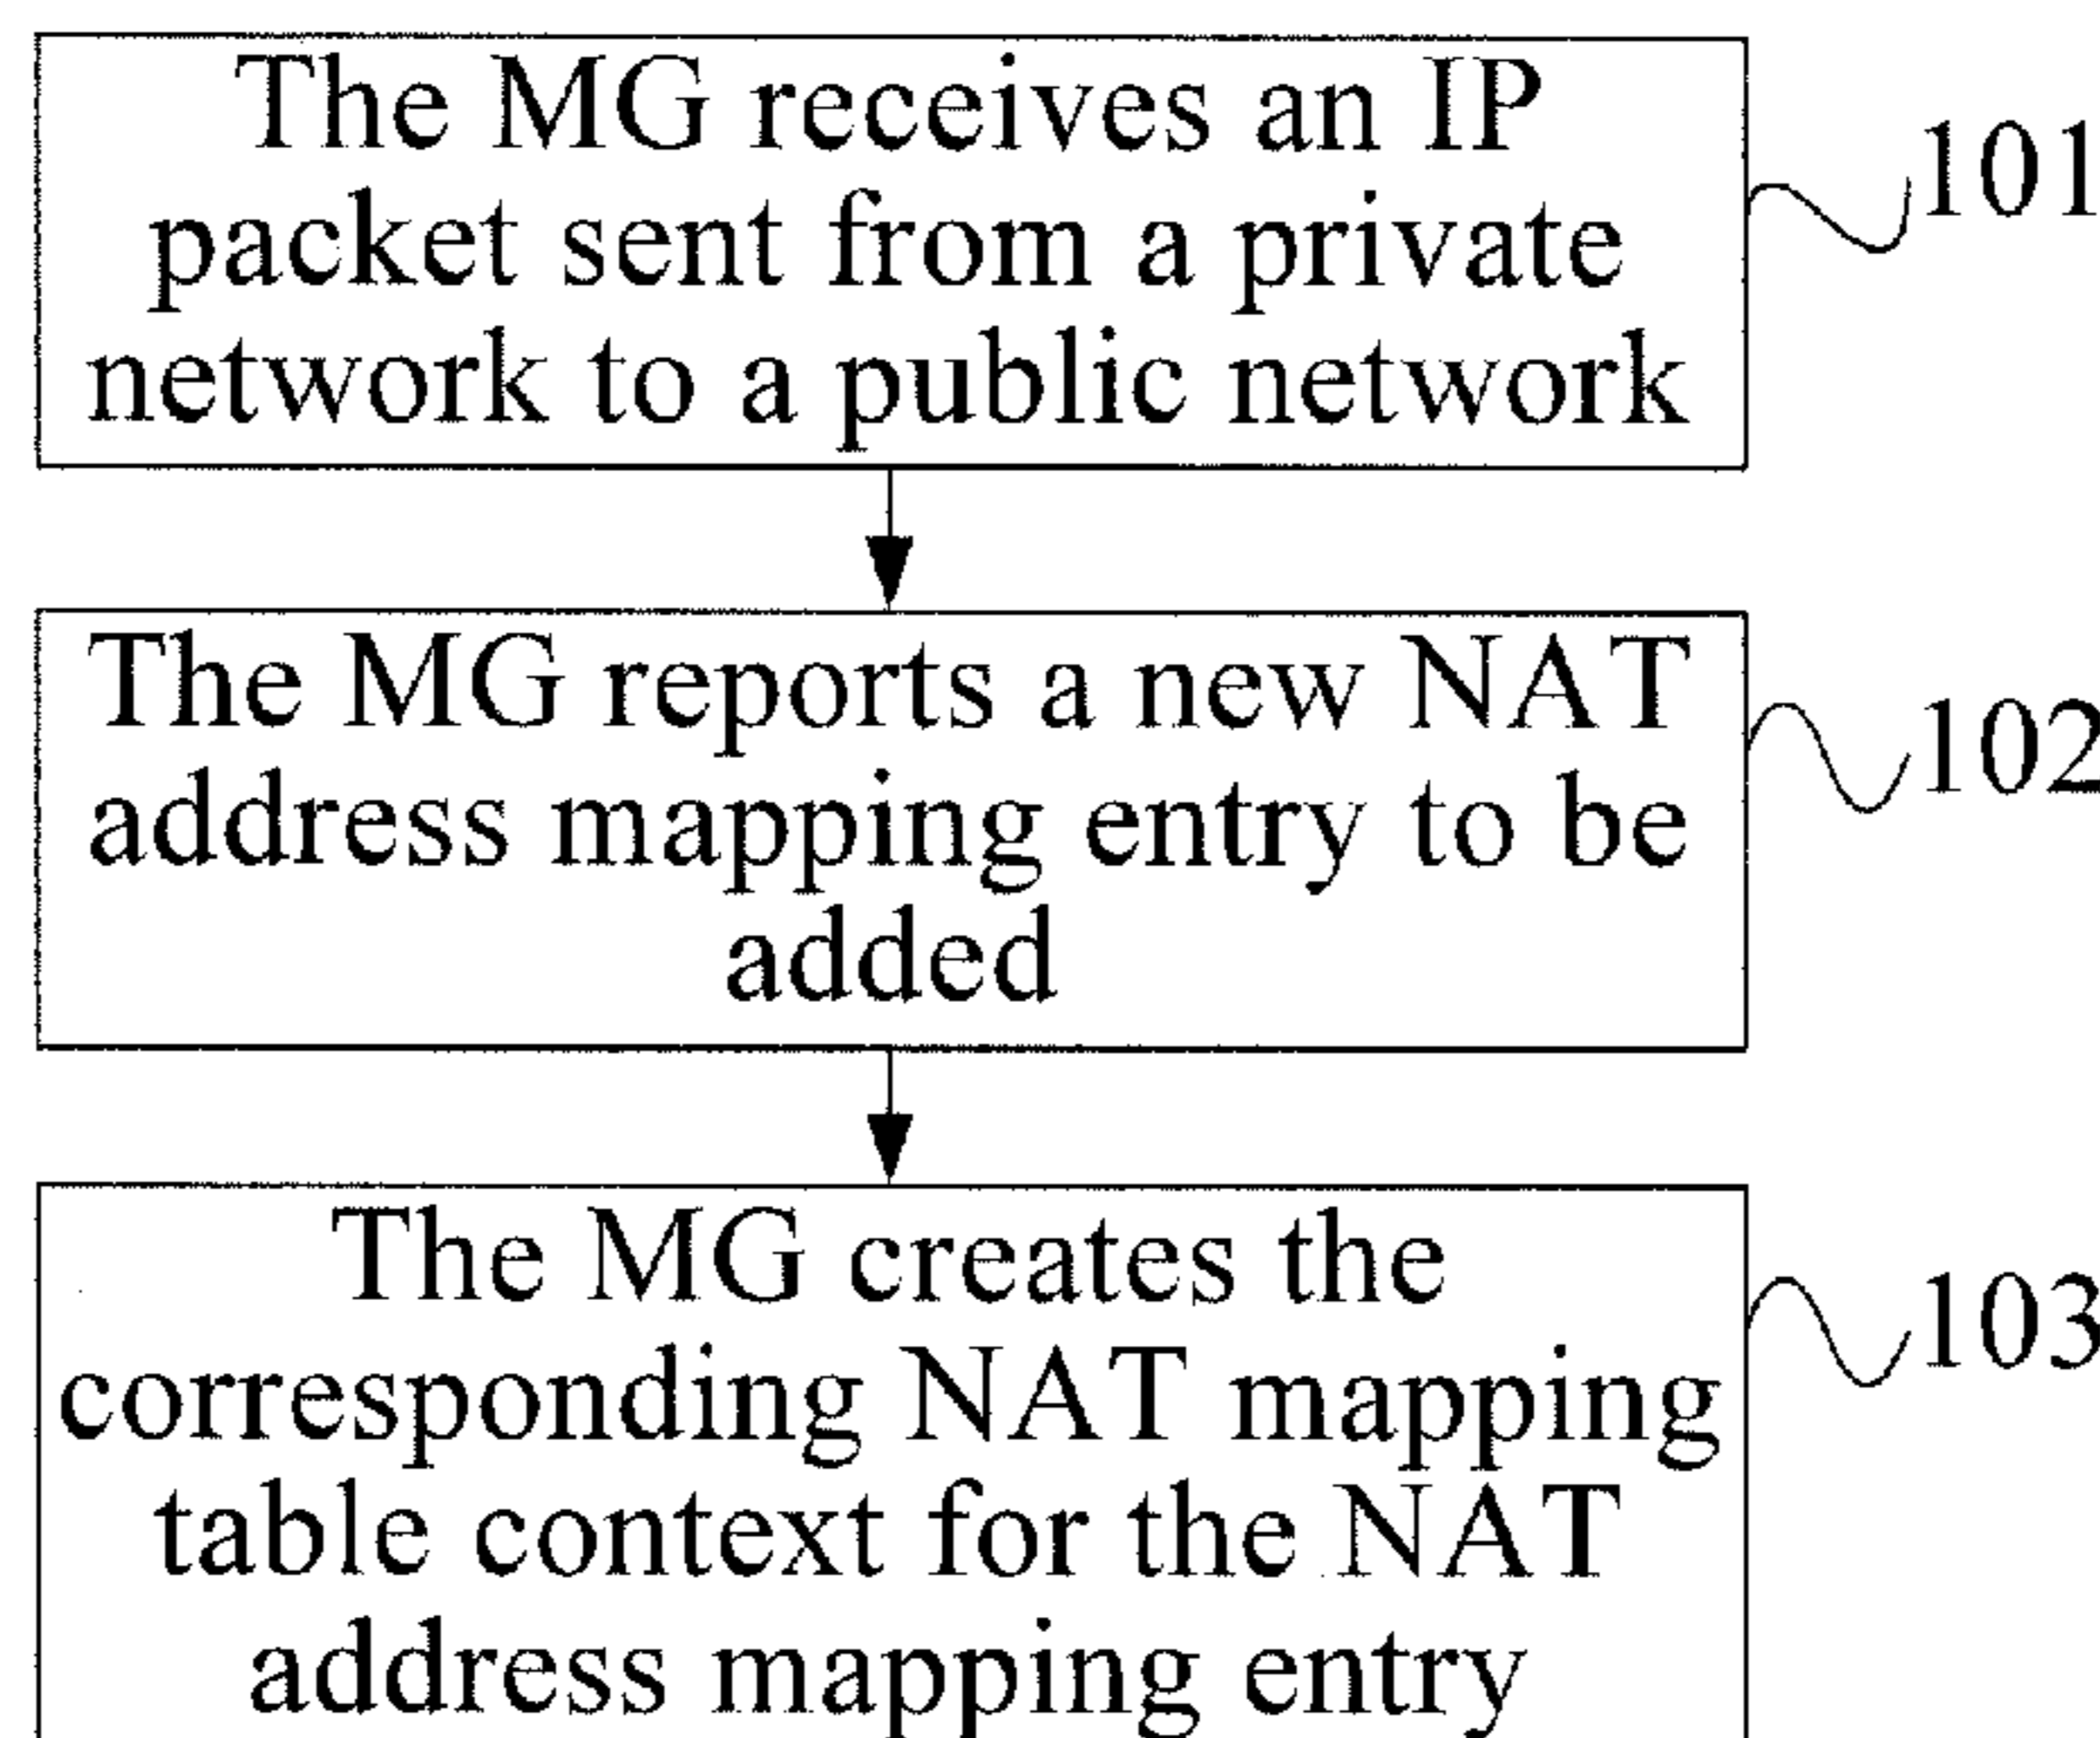 The MG receives an IP
packet sent from a private
network to a public network
101
The MG reports a new NAT
address mapping entry to be
added
102
The MG creates the
corresponding NAT mapping
table context for the NAT
address mapping entry
103